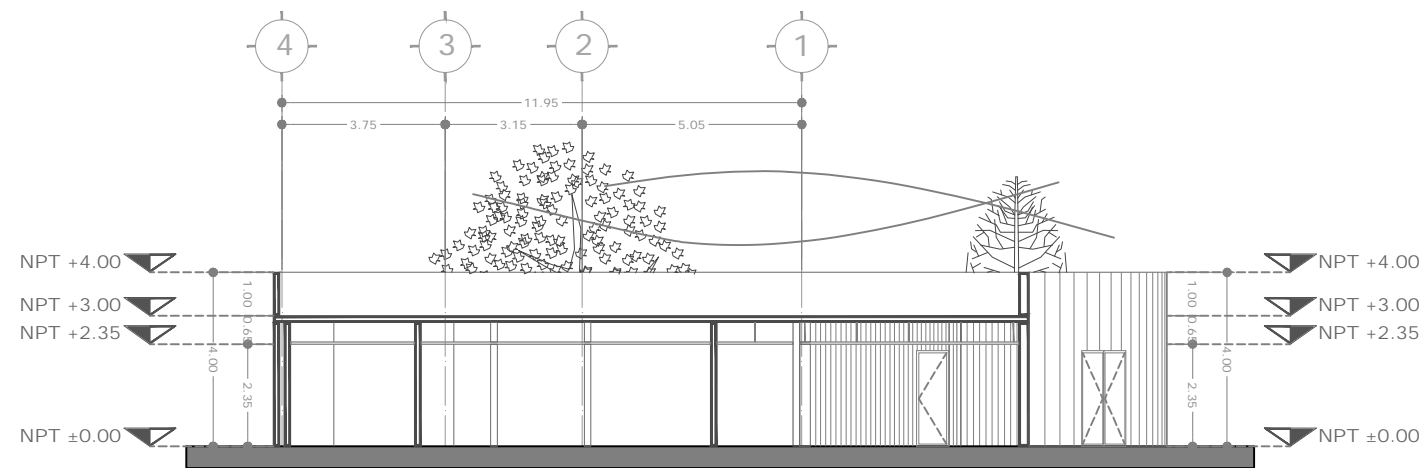 4 3 2 1
11.95
3.75 3.15 5.05
NPT +4.00 NPT +4.00
NPT +3.00 NPT +3.00
NPT +2.35 NPT +2.35
1.00 1.00
0.65 0.65
4.00 4.00
2.35 2.35
NPT ±0.00 NPT ±0.00